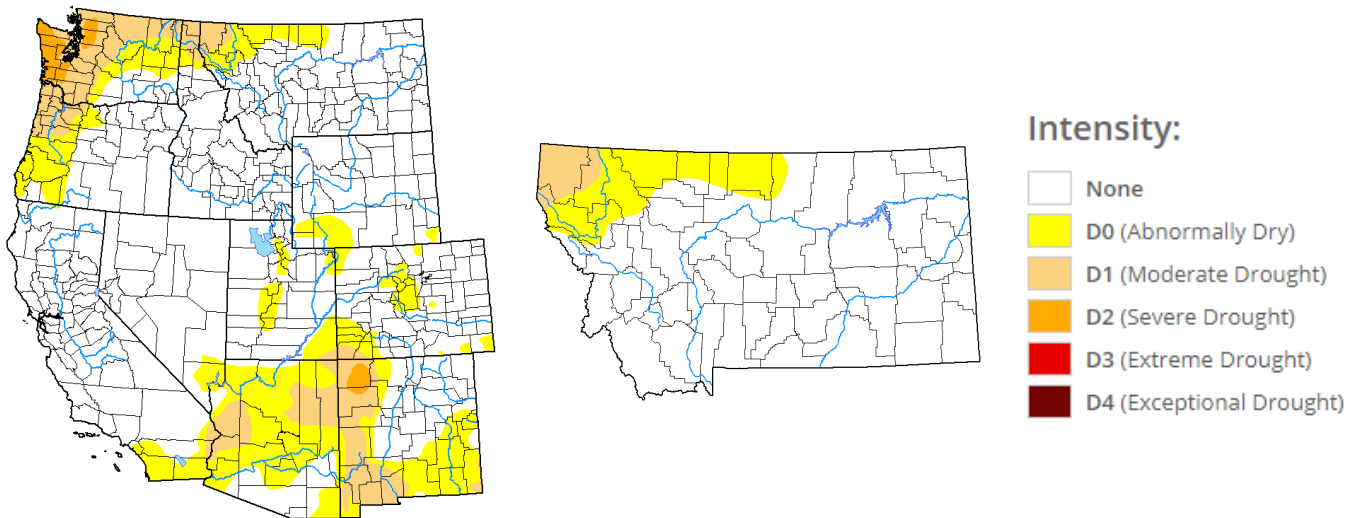 Intensity:
None
D0 (Abnormally Dry)
D1 (Moderate Drought)
D2 (Severe Drought)
D3 (Extreme Drought)
D4 (Exceptional Drought)